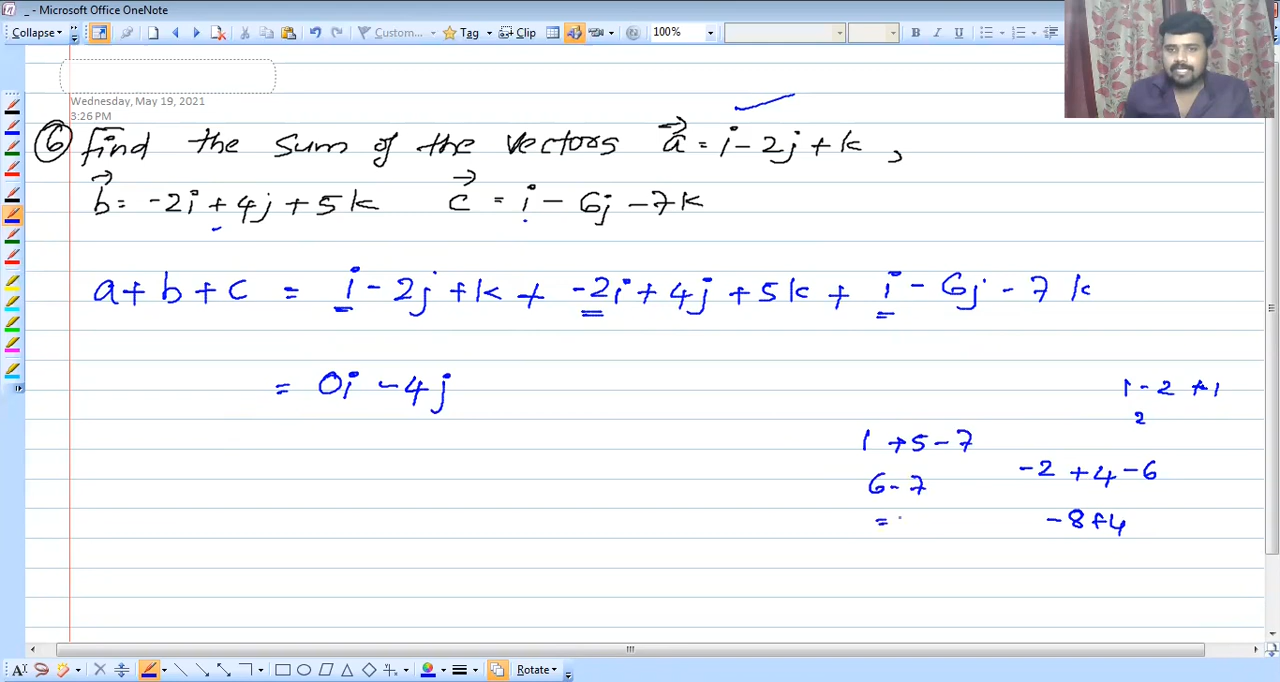 _ - Microsoft Office OneNote
Collapse Custom... Tag Clip 100% B I U
Wednesday, May 19, 2021
3:26 PM
⑥ Find the sum of the vectors a⃗ = i - 2j + k ,
b⃗ = -2i + 4j + 5k c⃗ = i - 6j - 7k
a + b + c = i - 2j + k + -2i + 4j + 5k + i - 6j - 7k
= 0i - 4j
1 - 2 + 1
2
1 + 5 - 7
6 - 7
=
-2 + 4 - 6
-8 + 4
Rotate